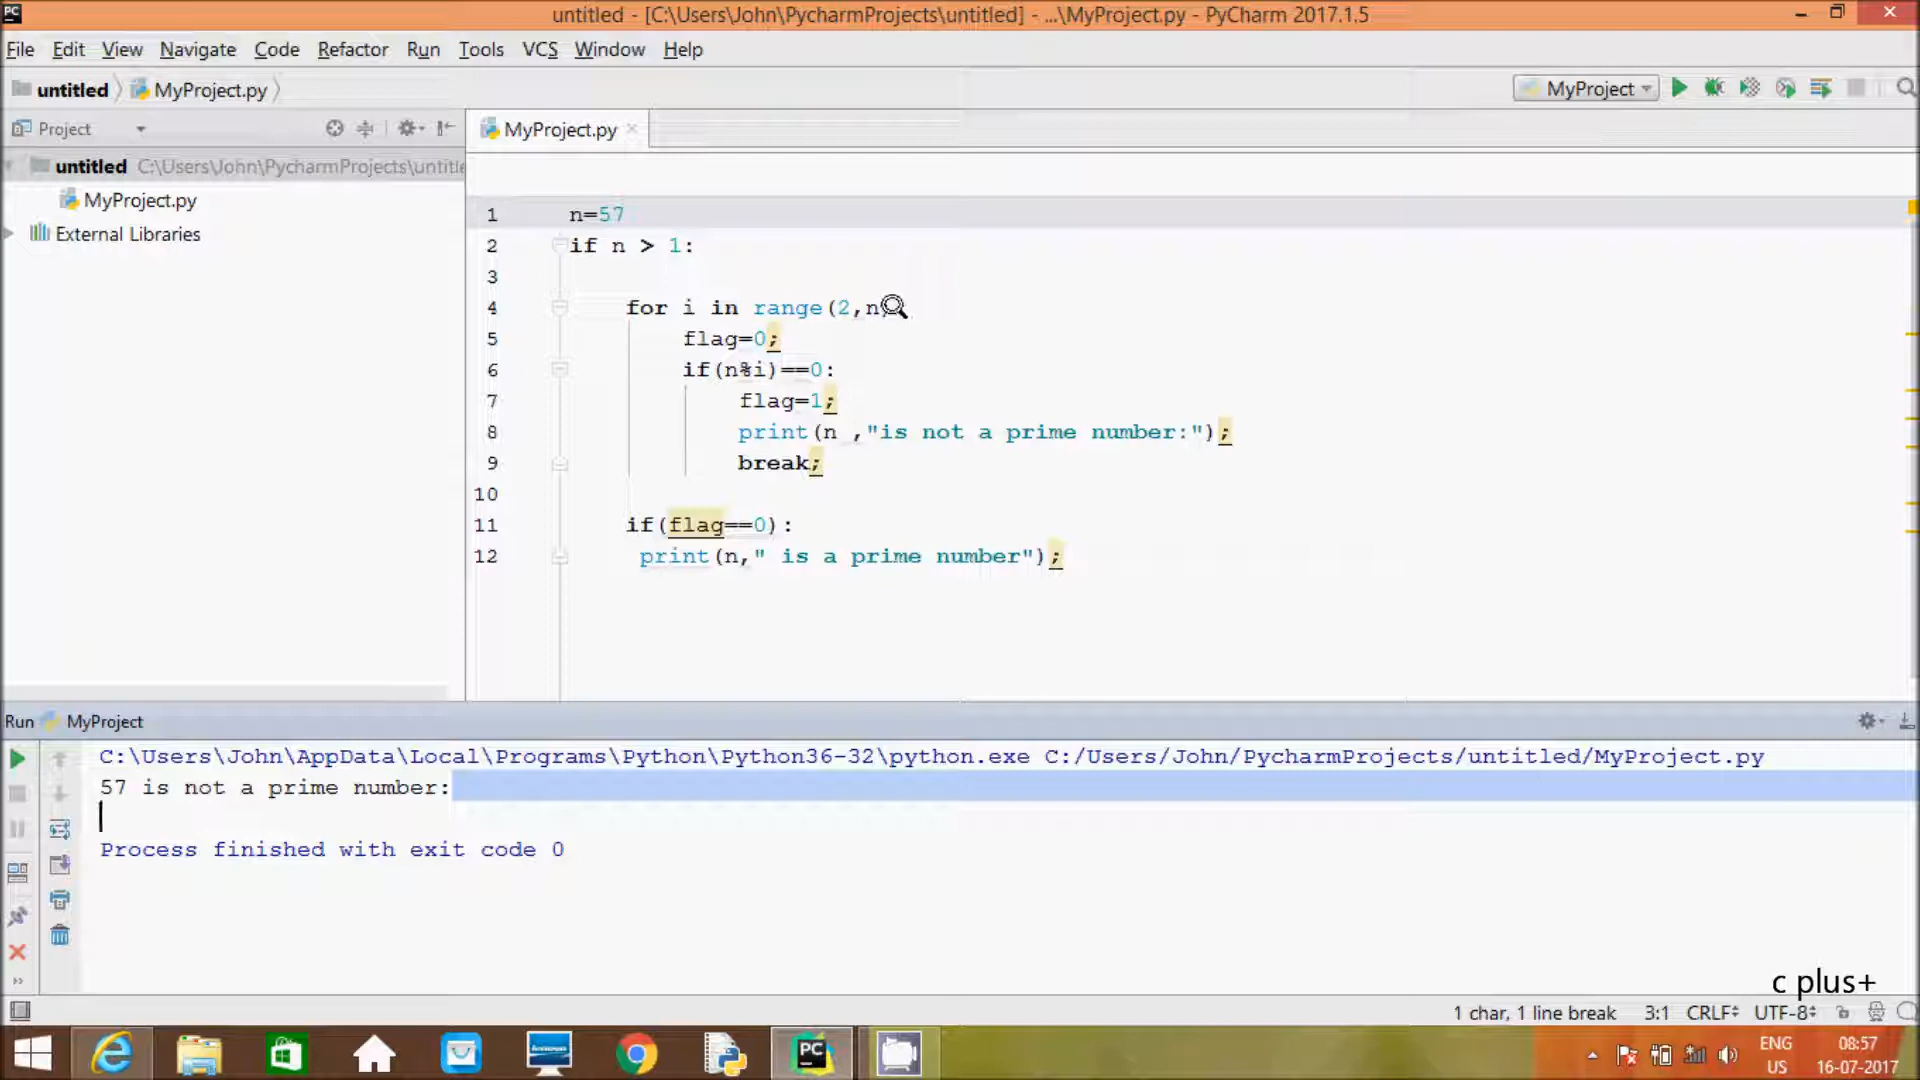 PC
untitled - [C:\Users\John\PycharmProjects\untitled] - ...\MyProject.py - PyCharm 2017.1.5
File Edit View Navigate Code Refactor Run Tools VCS Window Help
untitled MyProject.py
MyProject
Project
MyProject.py
untitled C:\Users\John\PycharmProjects\untitle
MyProject.py
External Libraries
1 n=57
2 if n > 1:
3
4 for i in range(2,n
5 flag=0;
6 if(n%i)==0:
7 flag=1;
8 print(n ,"is not a prime number:");
9 break;
10
11 if(flag==0):
12 print(n," is a prime number");
Run MyProject
C:\Users\John\AppData\Local\Programs\Python\Python36-32\python.exe C:/Users/John/PycharmProjects/untitled/MyProject.py
57 is not a prime number:
Process finished with exit code 0
c plus+
1 char, 1 line break 3:1 CRLF UTF-8
PC
ENG
US
08:57
16-07-2017